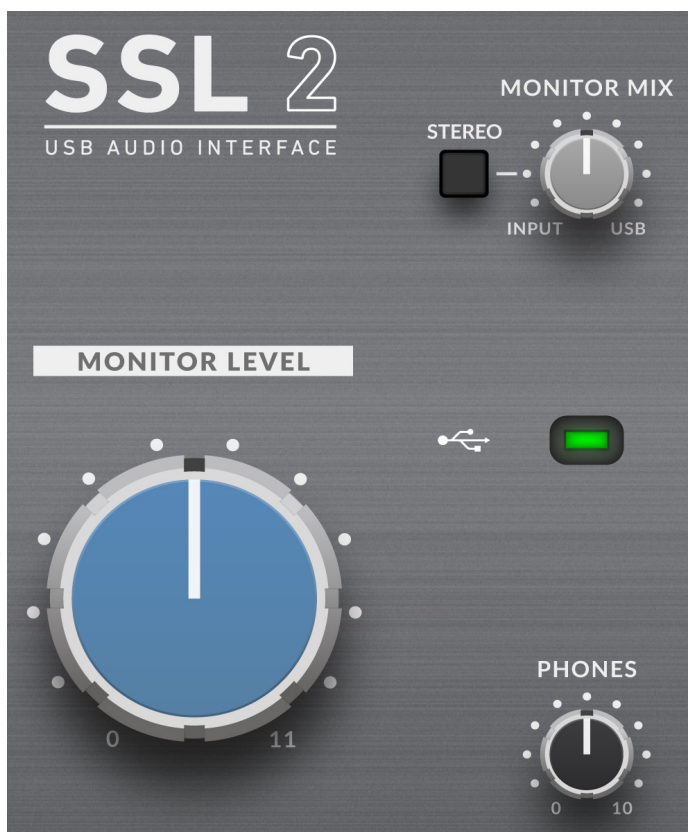 SSL 2
USB AUDIO INTERFACE
MONITOR MIX
STEREO
INPUT USB
MONITOR LEVEL
0 11
PHONES
0 10